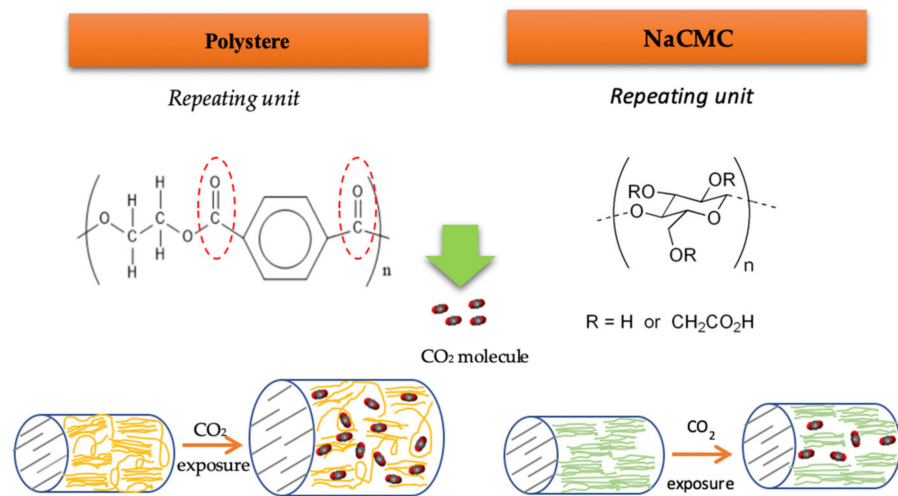 Polystere
NaCMC
Repeating unit
Repeating unit
O
H
H
C
C
H
H
O
O
C
O
C
n
RO
OR
O
O
OR
n
R = H or CH₂CO₂H
CO₂ molecule
CO₂
exposure
CO₂
exposure